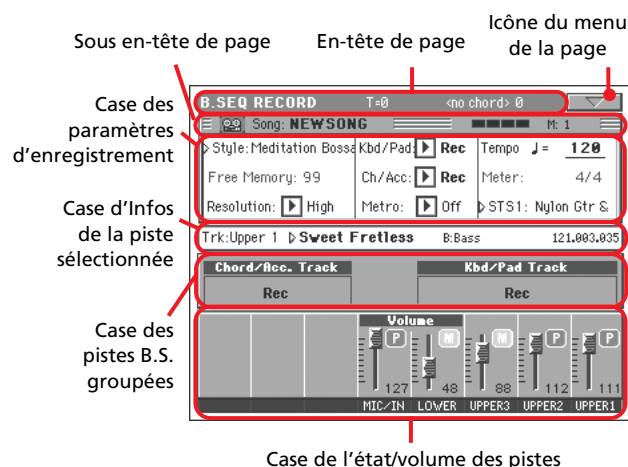 Icône du menu
de la page
Sous en-tête de page
En-tête de page
B.SEQ RECORD T=0 <no chord> 0
Song: NEWSONG M: 1
Case des
paramètres
d'enregistrement
Style: Meditation Bossa Kbd/Pad: Rec Tempo ♩= 120
Free Memory: 99 Ch/Acc: Rec Meter: 4/4
Resolution: High Metro: Off STS1: Nylon Gtr &
Case d'Infos
de la piste
sélectionnée
Trk:Upper 1 Sweet Fretless B:Bass 121.003.035
Chord/Acc. Track Kbd/Pad Track
Rec Rec
Case des
pistes B.S.
groupées
Volume
P M M P P
127 48 88 112 111
MIC/IN LOWER UPPER3 UPPER2 UPPER1
Case de l'état/volume des pistes